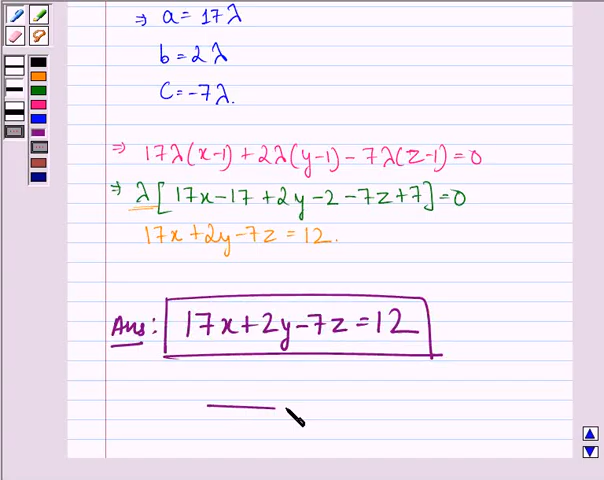 ⇒ a = 17λ
b = 2λ
C = -7λ.
⇒ 17λ(x-1) + 2λ(y-1) - 7λ(z-1) = 0
⇒ λ[17x - 17 + 2y - 2 - 7z + 7] = 0
17x + 2y - 7z = 12.
Ans: 17x + 2y - 7z = 12